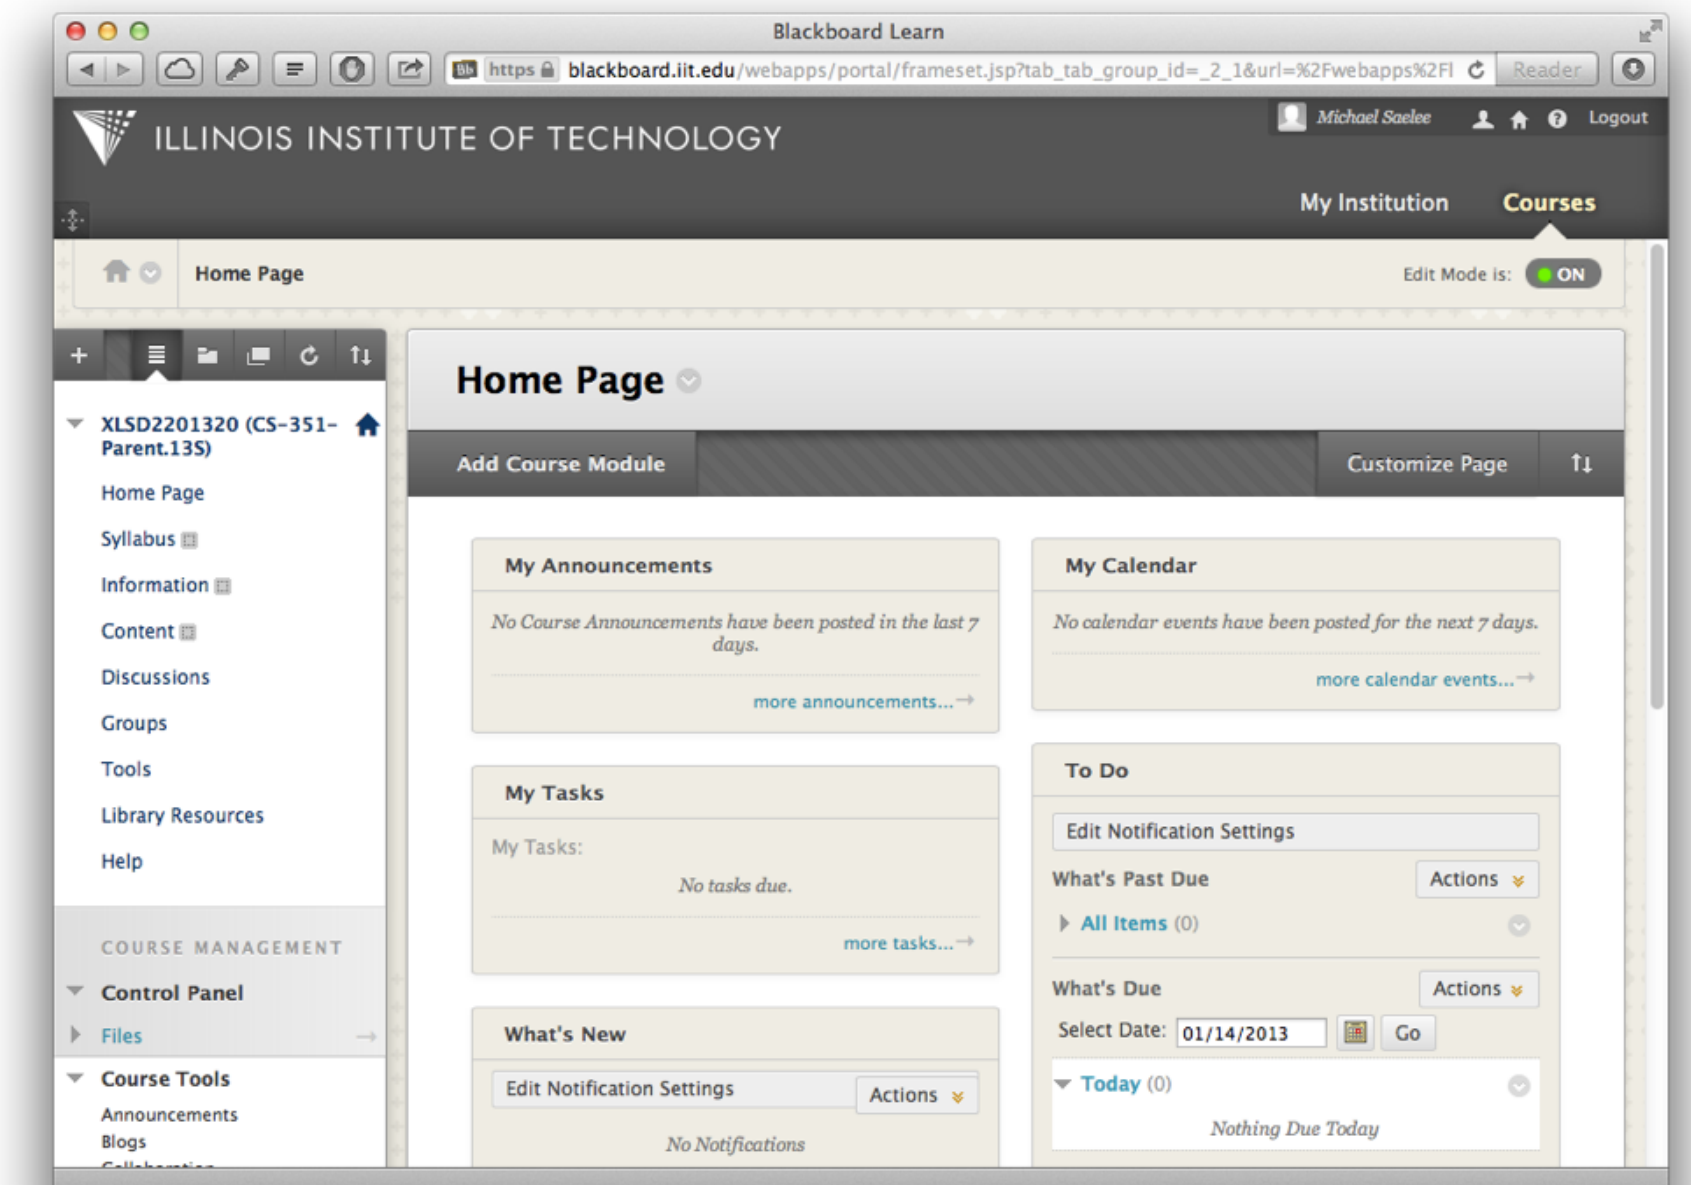 Blackboard Learn
https blackboard.iit.edu/webapps/portal/frameset.jsp?tab_tab_group_id=_2_1&url=%2Fwebapps%2Fl Reader
ILLINOIS INSTITUTE OF TECHNOLOGY
Michael Saelee Logout
My Institution Courses
Home Page
Edit Mode is: ON
XLSD2201320 (CS-351-
Parent.13S)
Home Page
Syllabus
Information
Content
Discussions
Groups
Tools
Library Resources
Help
COURSE MANAGEMENT
Control Panel
Files
Course Tools
Announcements
Blogs
Collaboration
Home Page
Add Course Module
Customize Page
My Announcements
No Course Announcements have been posted in the last 7
days.
more announcements...
My Tasks
My Tasks:
No tasks due.
more tasks...
What's New
Edit Notification Settings
Actions
No Notifications
My Calendar
No calendar events have been posted for the next 7 days.
more calendar events...
To Do
Edit Notification Settings
What's Past Due Actions
All Items (0)
What's Due Actions
Select Date: 01/14/2013 Go
Today (0)
Nothing Due Today